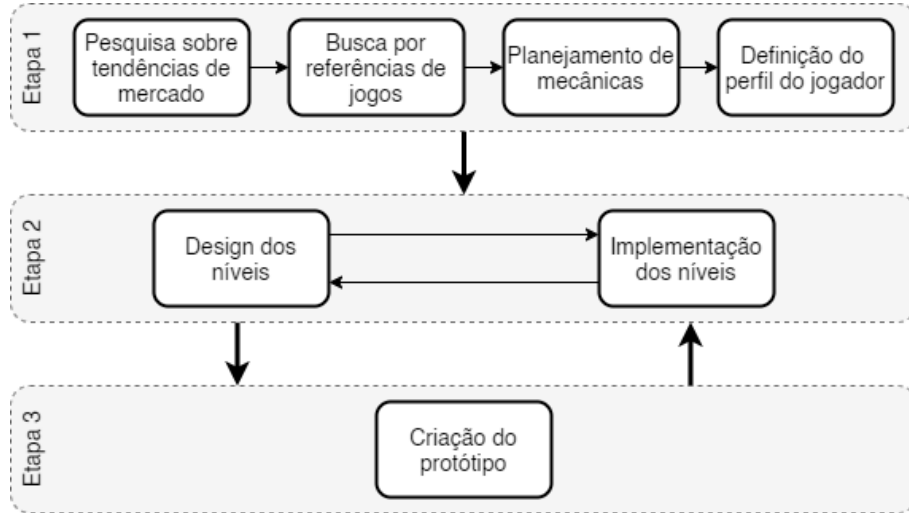 Etapa 1
Pesquisa sobre
tendências de
mercado
Busca por
referências de
jogos
Planejamento de
mecânicas
Definição do
perfil do jogador
Etapa 2
Design dos
níveis
Implementação
dos níveis
Etapa 3
Criação do
protótipo